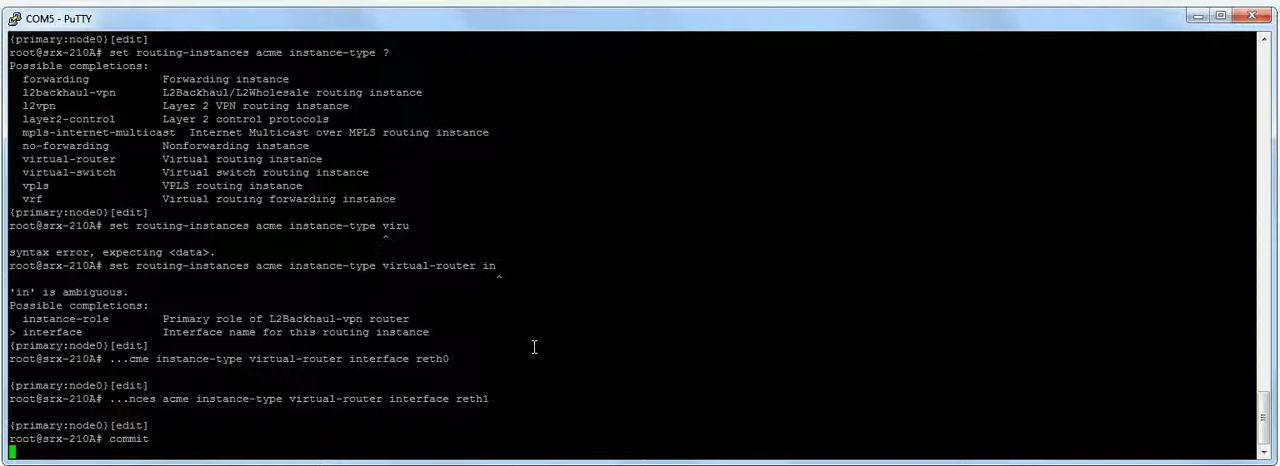 COM5 - PuTTY
{primary:node0}[edit]
root@srx-210A# set routing-instances acme instance-type ?
Possible completions:
forwarding Forwarding instance
l2backhaul-vpn L2Backhaul/L2Wholesale routing instance
l2vpn Layer 2 VPN routing instance
layer2-control Layer 2 control protocols
mpls-internet-multicast Internet Multicast over MPLS routing instance
no-forwarding Nonforwarding instance
virtual-router Virtual routing instance
virtual-switch Virtual switch routing instance
vpls VPLS routing instance
vrf Virtual routing forwarding instance
{primary:node0}[edit]
root@srx-210A# set routing-instances acme instance-type viru
^
syntax error, expecting <data>.
root@srx-210A# set routing-instances acme instance-type virtual-router in
^
'in' is ambiguous.
Possible completions:
instance-role Primary role of L2Backhaul-vpn router
> interface Interface name for this routing instance
{primary:node0}[edit]
root@srx-210A# ...cme instance-type virtual-router interface reth0
{primary:node0}[edit]
root@srx-210A# ...nces acme instance-type virtual-router interface reth1
{primary:node0}[edit]
root@srx-210A# commit